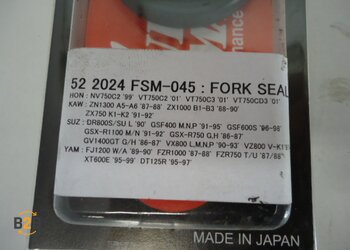 52 2024 FSM-045 : FORK SEAL
HON : NV750C2 '99' VT750C2 '01' VT750C3 '01' VT750CD3 '01'
KAW : ZN1300 A5-A6 '87-88' ZX1000 B1-B3 '88-90'
ZX750 K1-K2 '91-92'
SUZ : DR800S/SU L '90' GSF400 M,N,P '91-95' GSF600S '96-98'
GSX-R1100 M/N '91-92' GSX-R750 G,H '86-87'
GV1400GT G/H '86-87' VX800 L,M,N,P '90-93' VZ800 V-K1
YAM : FJ1200 W/A '89-90' FZR1000 '87-88' FZR750 T/U '87/88'
XT600E '95-99' DT125R '95-97'
MADE IN JAPAN